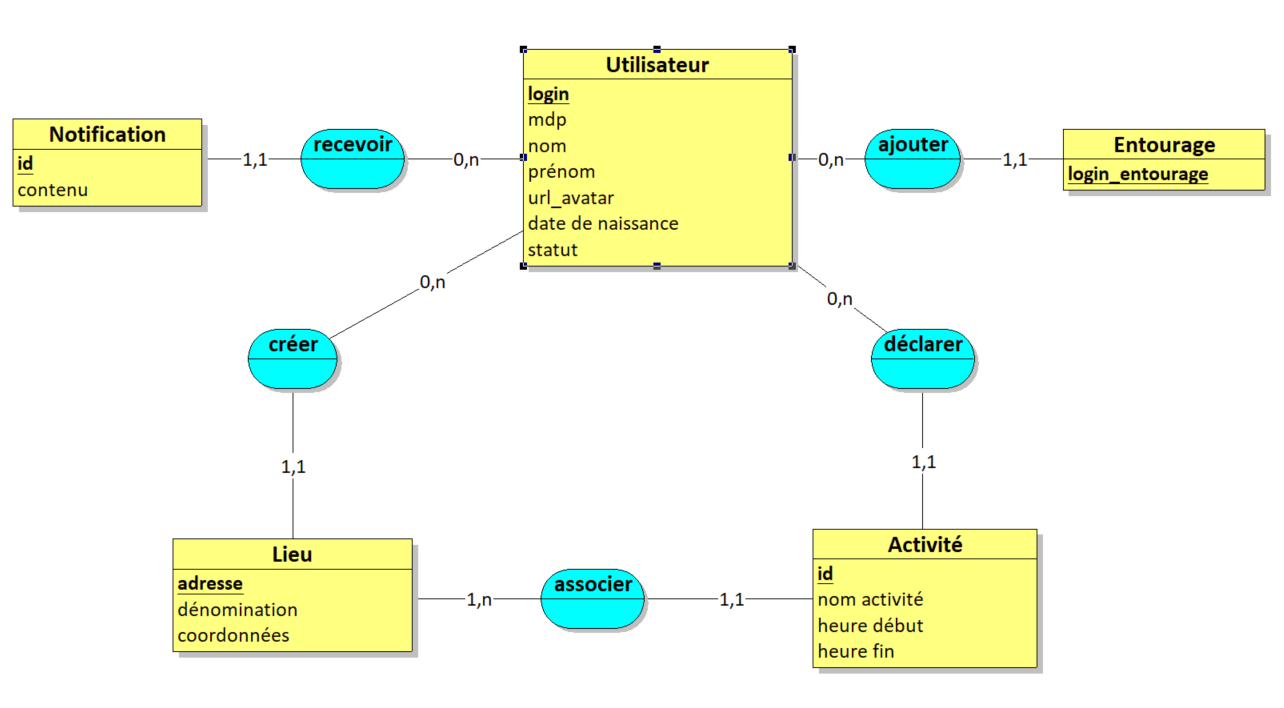 Utilisateur
login
mdp
nom
prénom
url_avatar
date de naissance
statut
Notification
id
contenu
1,1
recevoir
0,n
0,n
ajouter
1,1
Entourage
login_entourage
0,n
créer
1,1
0,n
déclarer
1,1
Lieu
adresse
dénomination
coordonnées
1,n
associer
1,1
Activité
id
nom activité
heure début
heure fin